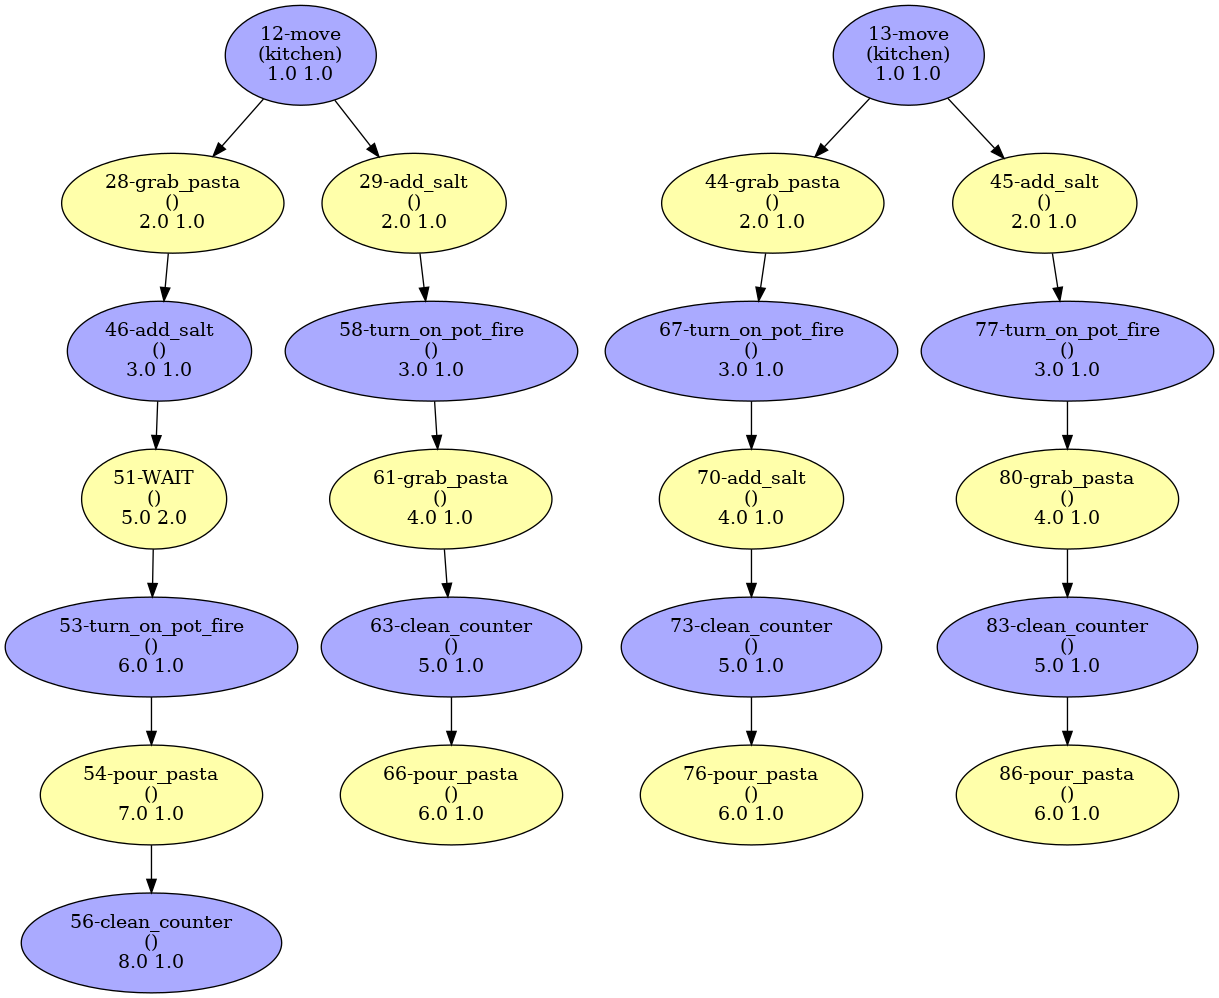 12-move
(kitchen)
1.0 1.0
13-move
(kitchen)
1.0 1.0
28-grab_pasta
()
2.0 1.0
29-add_salt
()
2.0 1.0
44-grab_pasta
()
2.0 1.0
45-add_salt
()
2.0 1.0
46-add_salt
()
3.0 1.0
58-turn_on_pot_fire
()
3.0 1.0
67-turn_on_pot_fire
()
3.0 1.0
77-turn_on_pot_fire
()
3.0 1.0
51-WAIT
()
5.0 2.0
61-grab_pasta
()
4.0 1.0
70-add_salt
()
4.0 1.0
80-grab_pasta
()
4.0 1.0
53-turn_on_pot_fire
()
6.0 1.0
63-clean_counter
()
5.0 1.0
73-clean_counter
()
5.0 1.0
83-clean_counter
()
5.0 1.0
54-pour_pasta
()
7.0 1.0
66-pour_pasta
()
6.0 1.0
76-pour_pasta
()
6.0 1.0
86-pour_pasta
()
6.0 1.0
56-clean_counter
()
8.0 1.0